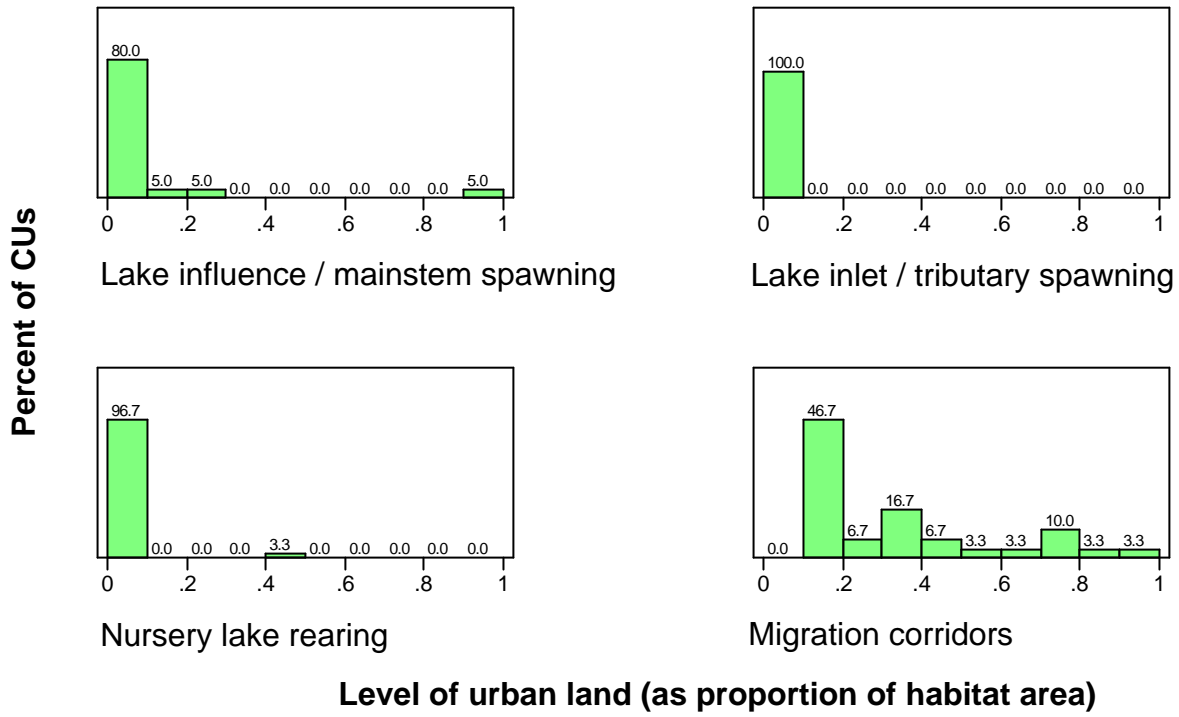 Percent of CUs
80.0
5.0 5.0 0.0 0.0 0.0 0.0 0.0 0.0 5.0
0 .2 .4 .6 .8 1
Lake influence / mainstem spawning
100.0
0.0 0.0 0.0 0.0 0.0 0.0 0.0 0.0 0.0
0 .2 .4 .6 .8 1
Lake inlet / tributary spawning
96.7
0.0 0.0 0.0 3.3 0.0 0.0 0.0 0.0 0.0
0 .2 .4 .6 .8 1
Nursery lake rearing
0.0 46.7 6.7 16.7 6.7 3.3 3.3 10.0 3.3 3.3
0 .2 .4 .6 .8 1
Migration corridors
Level of urban land (as proportion of habitat area)